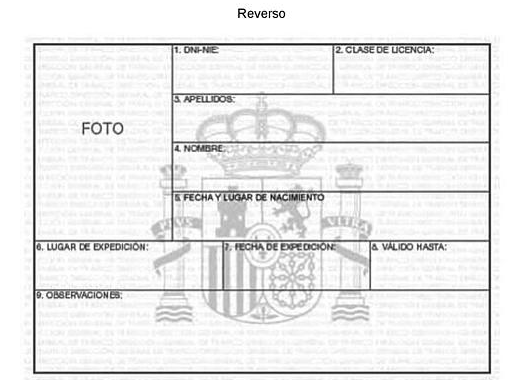 Reverso
1. DNI-NIE:
2. CLASE DE LICENCIA:
3. APELLIDOS:
FOTO
4. NOMBRE:
5. FECHA Y LUGAR DE NACIMIENTO
6. LUGAR DE EXPEDICIÓN:
7. FECHA DE EXPEDICIÓN:
8. VÁLIDO HASTA:
9. OBSERVACIONES: